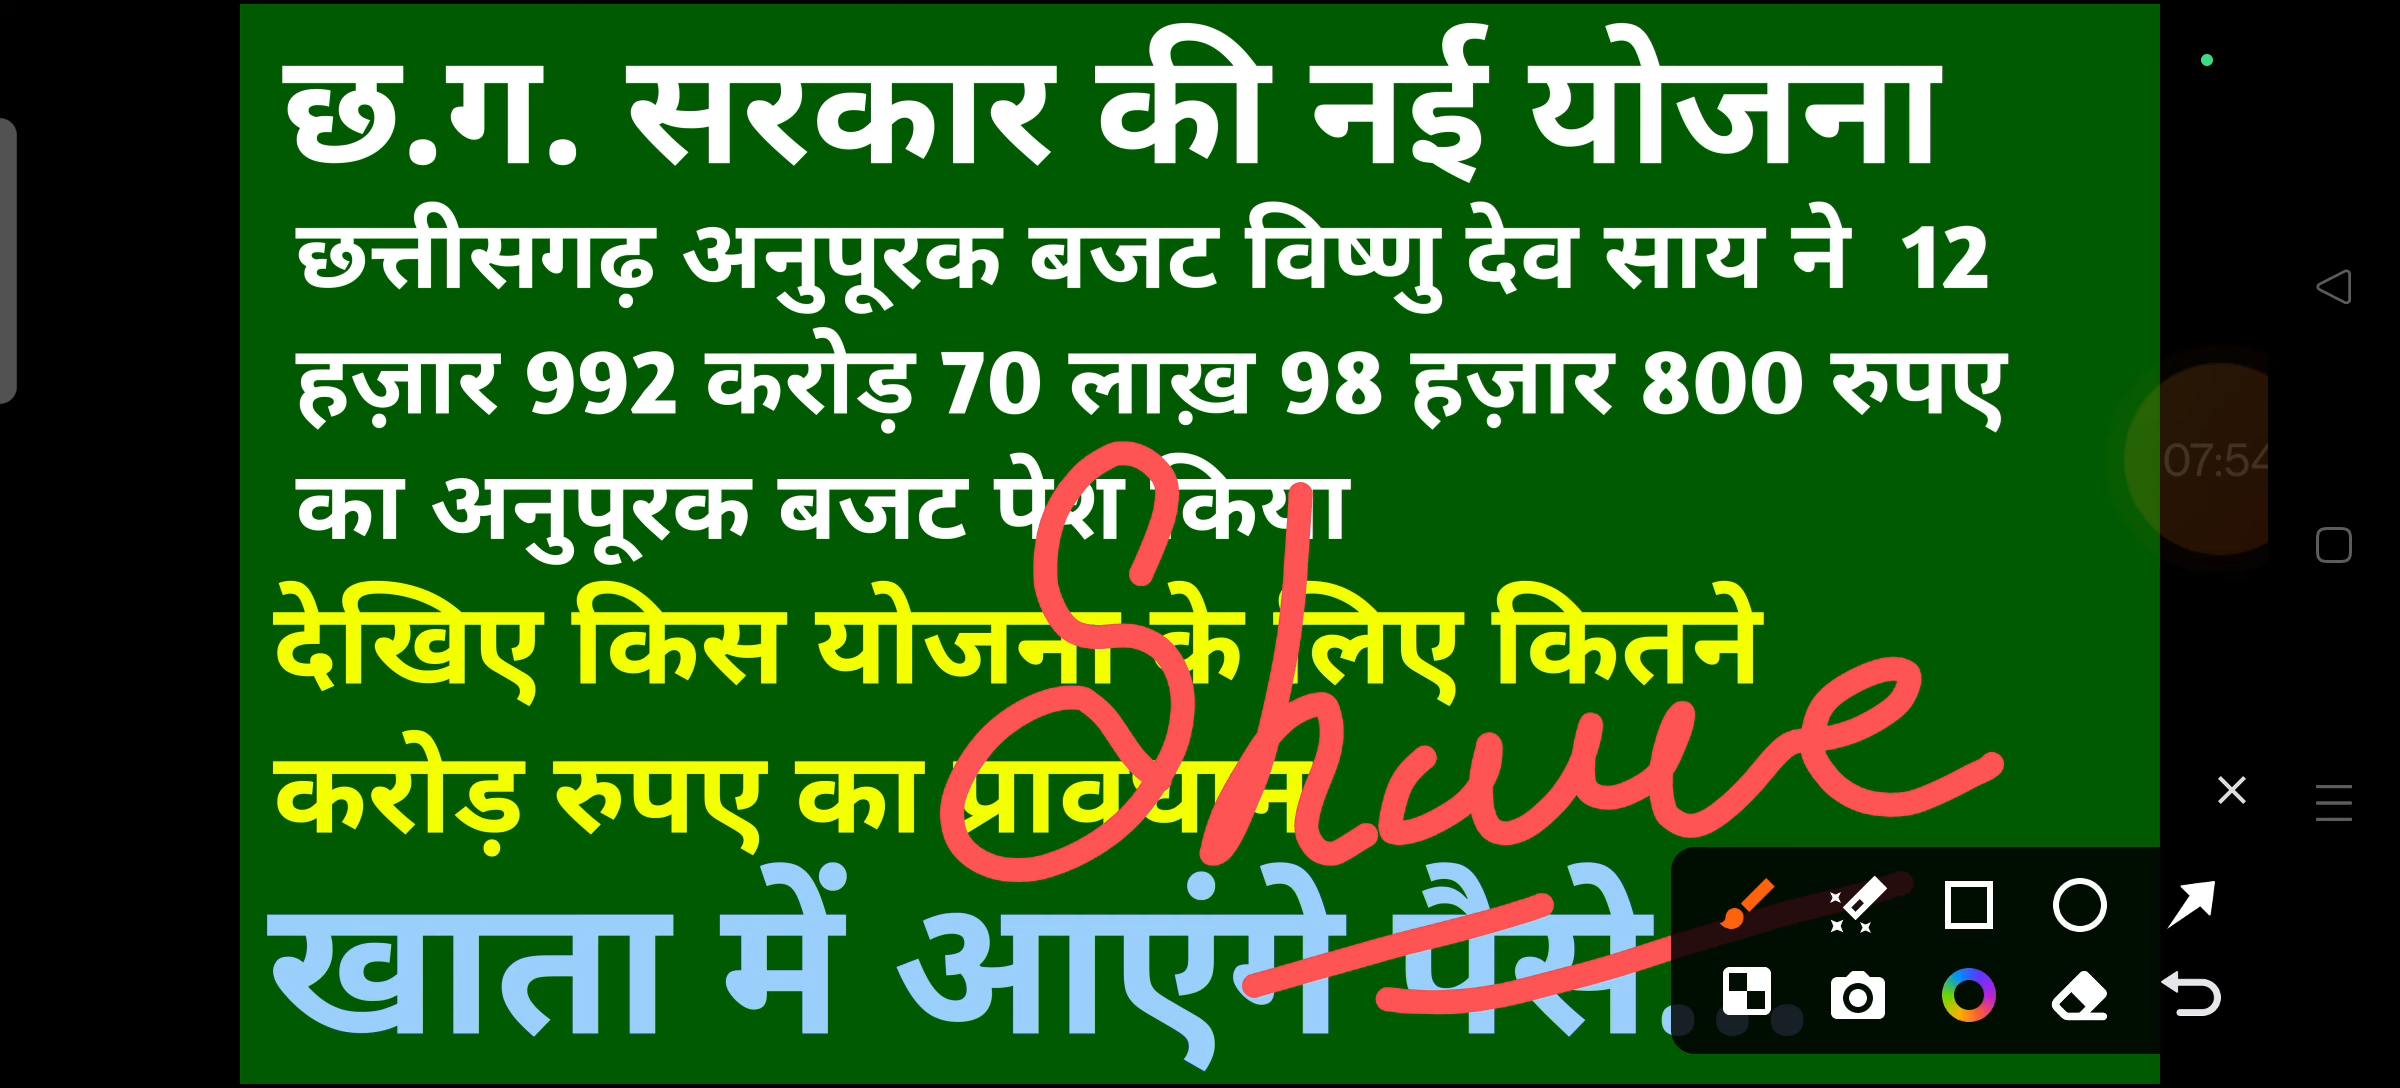 छ.ग. सरकार की नई योजना
छत्तीसगढ़ अनुपूरक बजट विष्णु देव साय ने 12
हज़ार 992 करोड़ 70 लाख़ 98 हज़ार 800 रुपए
का अनुपूरक बजट पेश किया
देखिए किस योजना के लिए कितने
करोड़ रुपए का प्रावधान
Share
खाता में आएंगे पैसे...
07:54